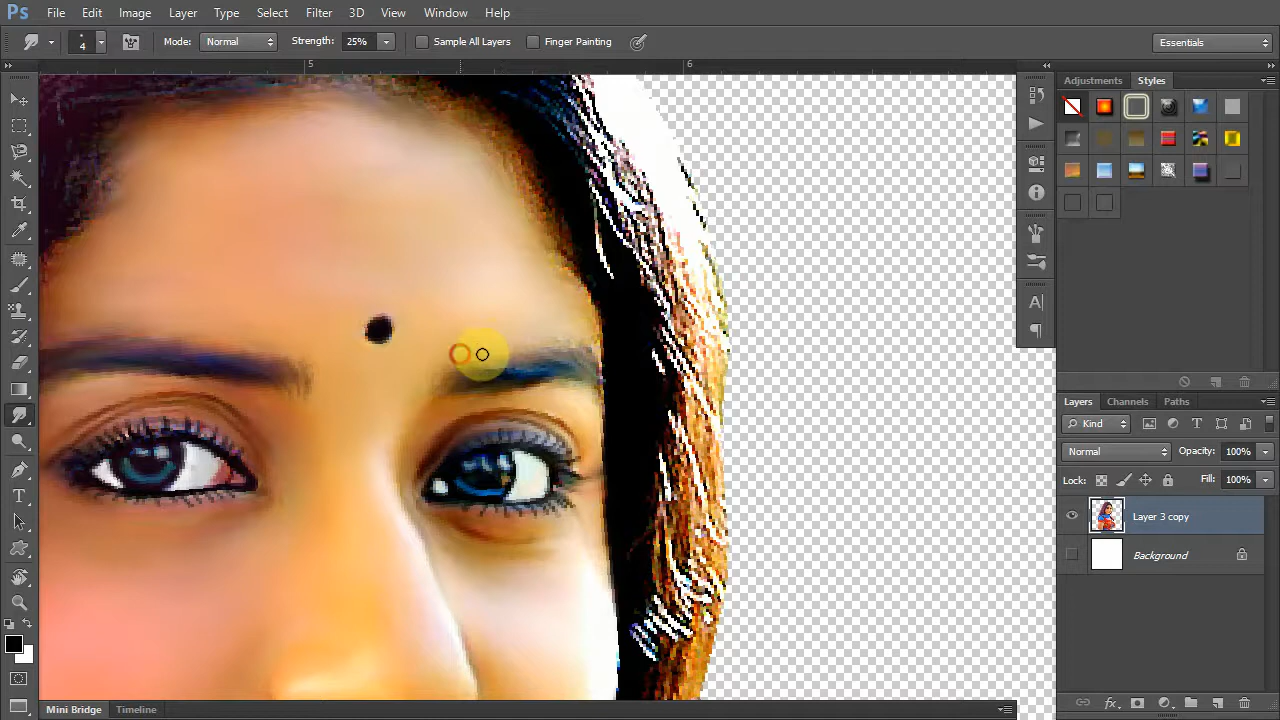 Ps File Edit Image Layer Type Select Filter 3D View Window Help
4 Mode: Normal Strength: 25% Sample All Layers Finger Painting Essentials
5 6
Adjustments Styles
Layers Channels Paths
Kind
Normal Opacity: 100%
Lock: Fill: 100%
Layer 3 copy
Background
Mini Bridge Timeline